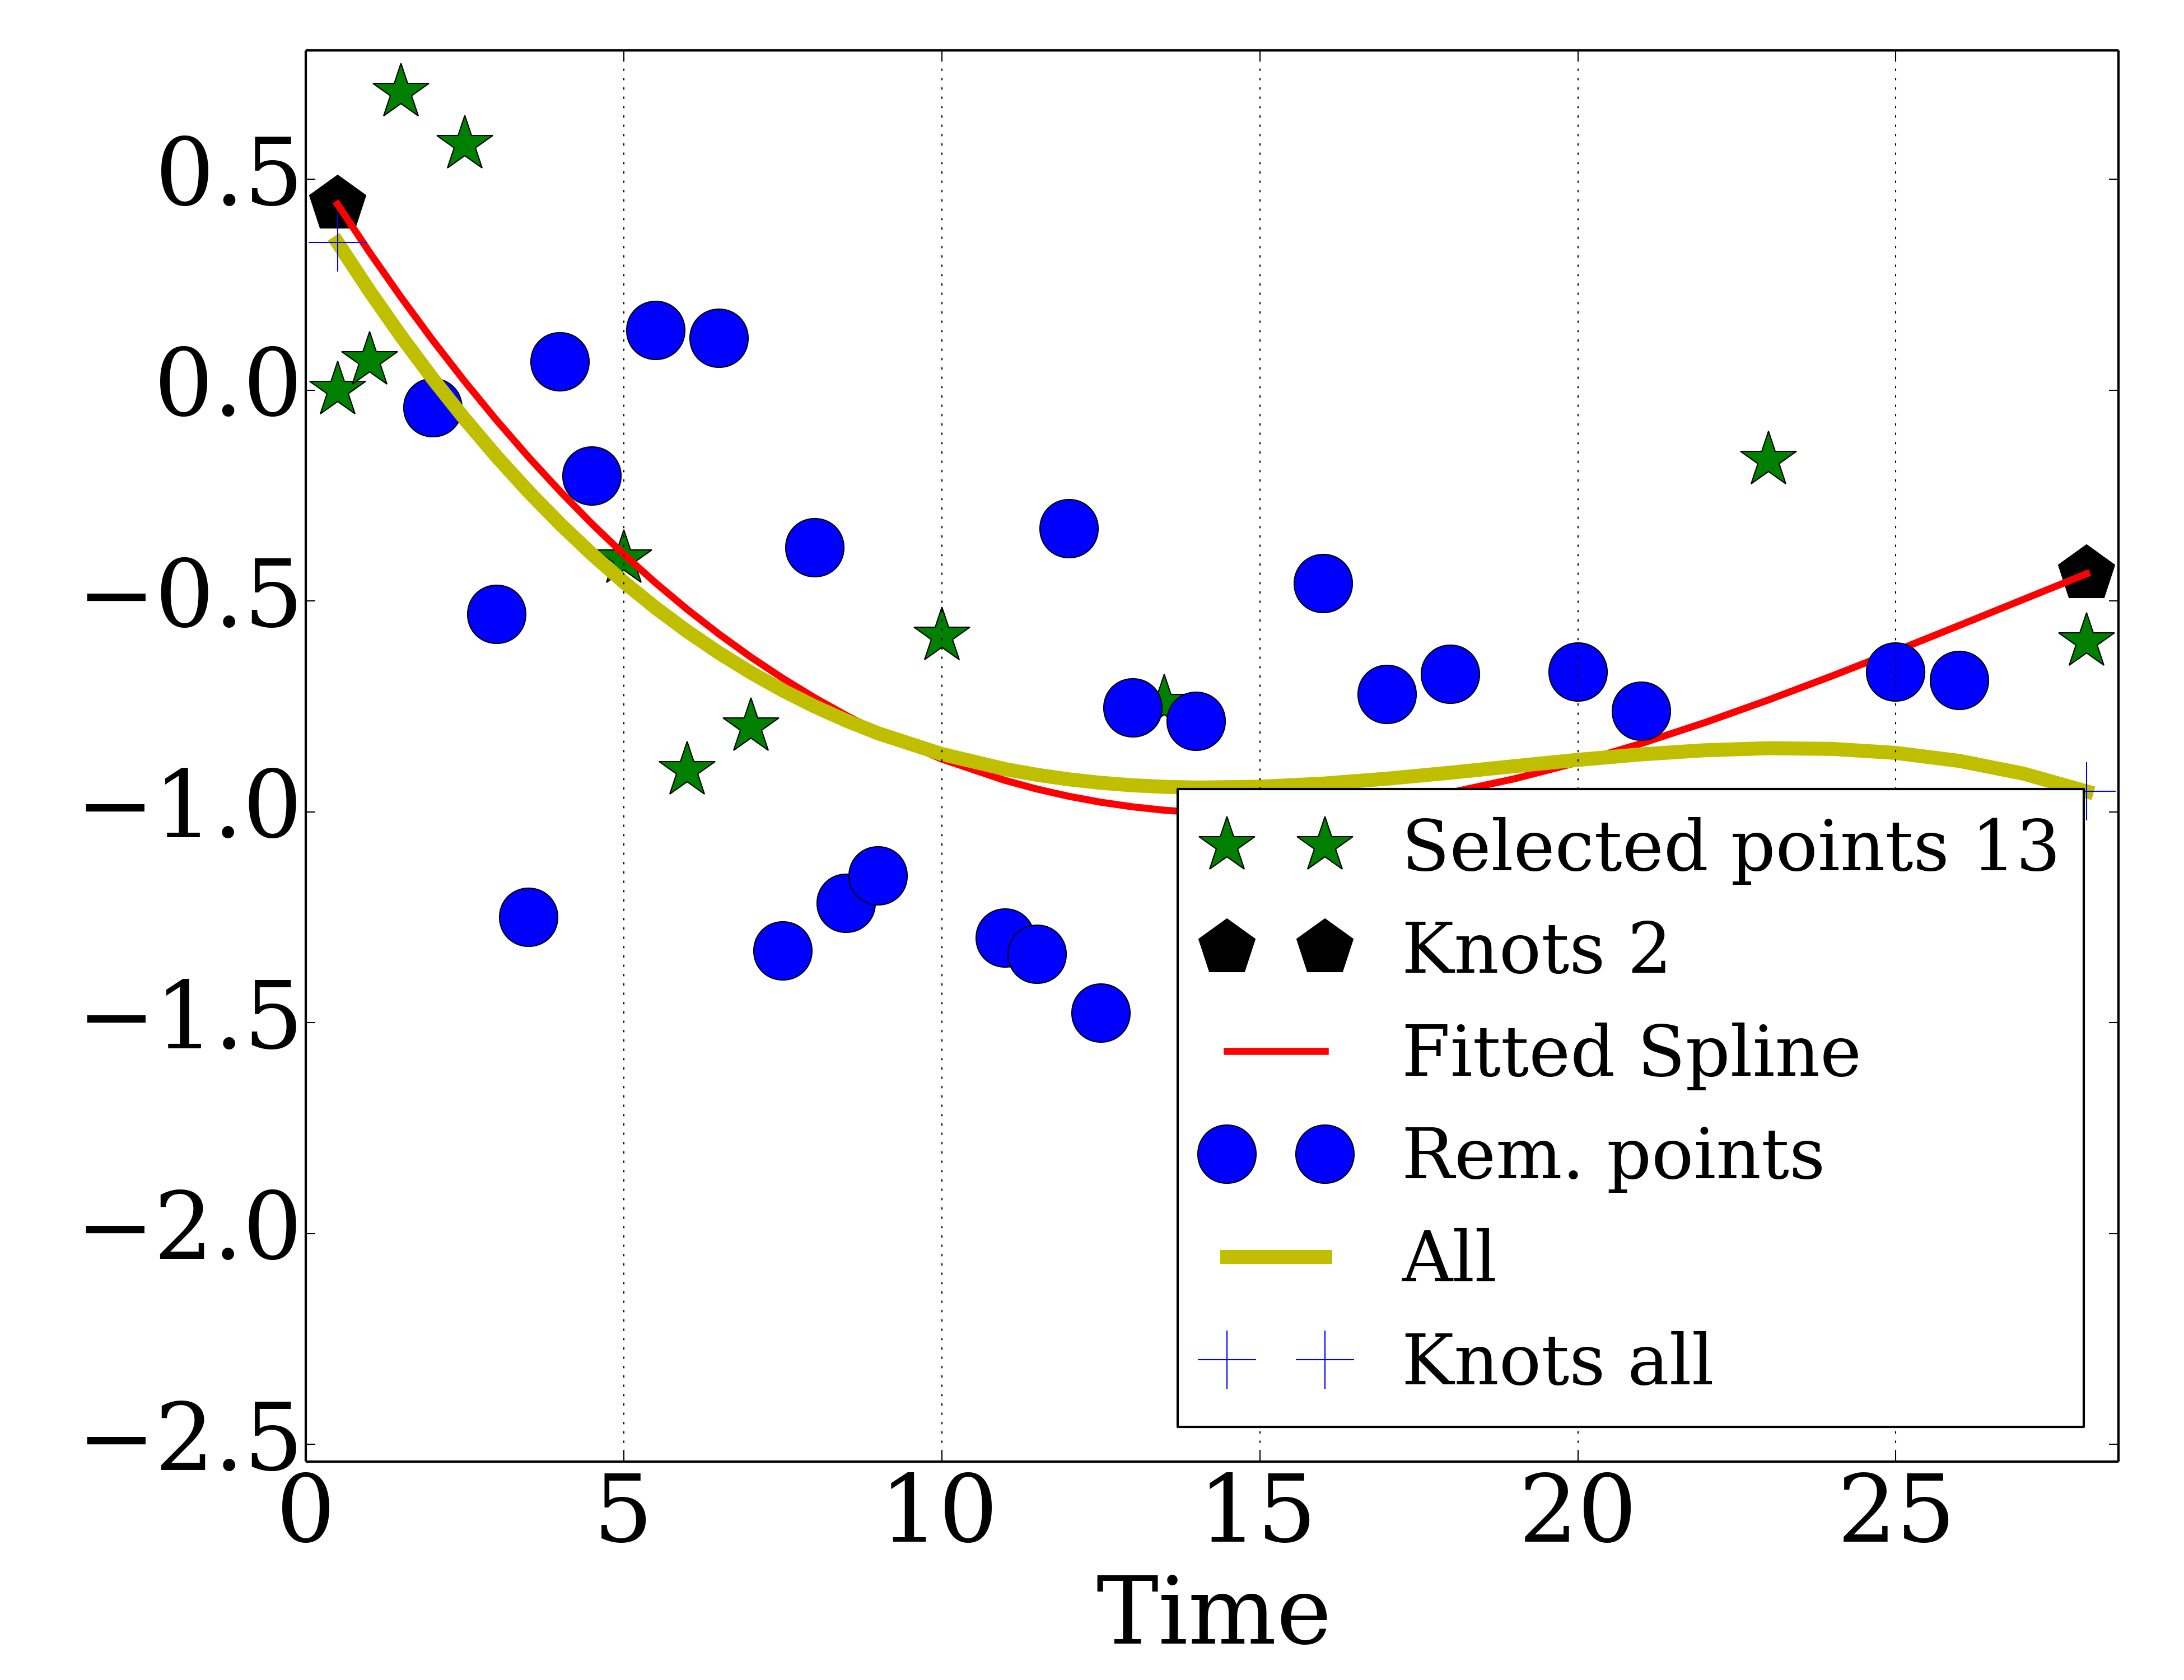 0.5
0.0
−0.5
−1.0
−1.5
−2.0
−2.5
0 5 10 15 20 25
Time
Selected points 13
Knots 2
Fitted Spline
Rem. points
All
Knots all